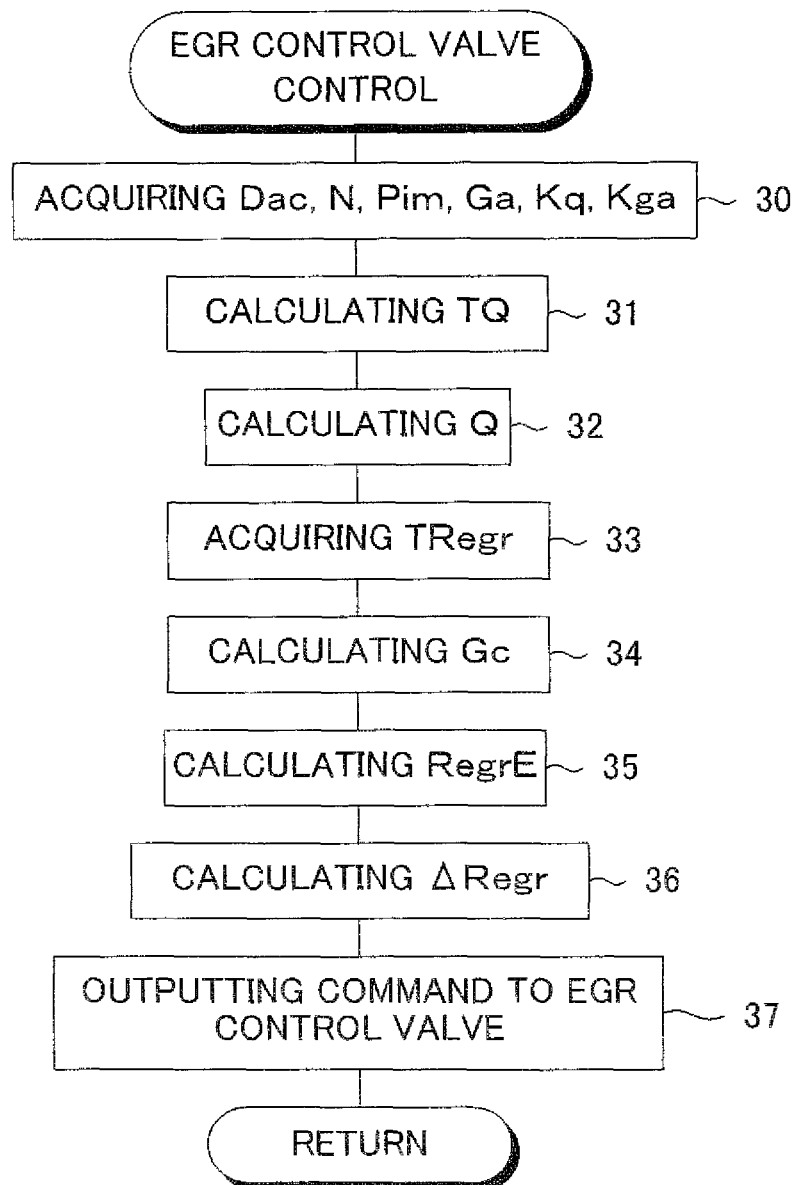 EGR CONTROL VALVE
CONTROL
ACQUIRING Dac, N, Pim, Ga, Kq, Kga
30
CALCULATING TQ
31
CALCULATING Q
32
ACQUIRING TRegr
33
CALCULATING Gc
34
CALCULATING RegrE
35
CALCULATING ΔRegr
36
OUTPUTTING COMMAND TO EGR
CONTROL VALVE
37
RETURN